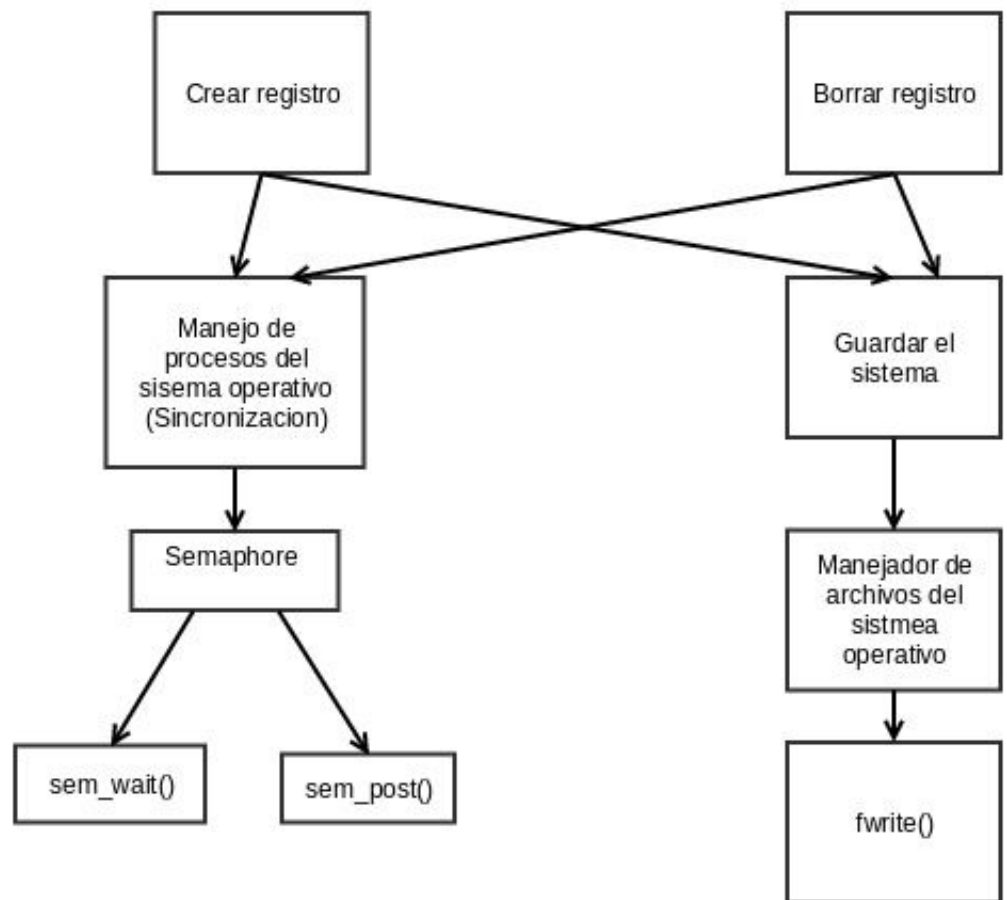 Crear registro
Borrar registro
Manejo de
procesos del
sisema operativo
(Sincronizacion)
Guardar el
sistema
Semaphore
Manejador de
archivos del
sistmea
operativo
sem_wait()
sem_post()
fwrite()